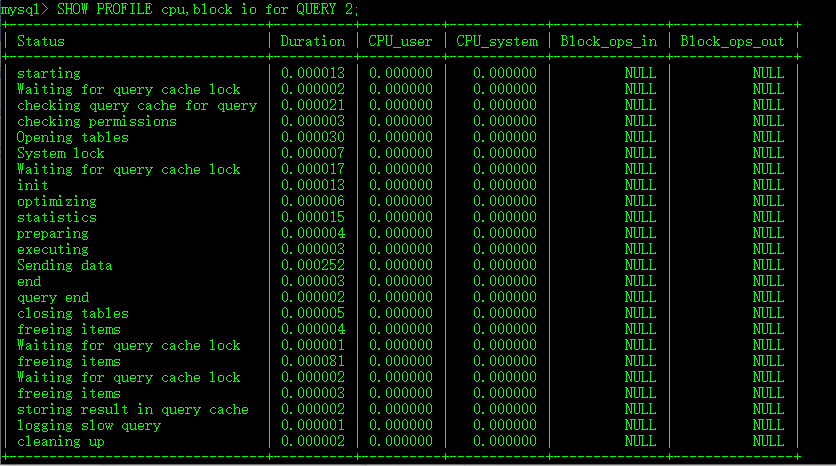 mysql> SHOW PROFILE cpu,block io for QUERY 2;
+------------------------------+----------+----------+------------+--------------+---------------+
| Status | Duration | CPU_user | CPU_system | Block_ops_in | Block_ops_out |
+------------------------------+----------+----------+------------+--------------+---------------+
| starting | 0.000013 | 0.000000 | 0.000000 | NULL | NULL |
| Waiting for query cache lock | 0.000002 | 0.000000 | 0.000000 | NULL | NULL |
| checking query cache for query | 0.000021 | 0.000000 | 0.000000 | NULL | NULL |
| checking permissions | 0.000003 | 0.000000 | 0.000000 | NULL | NULL |
| Opening tables | 0.000030 | 0.000000 | 0.000000 | NULL | NULL |
| System lock | 0.000007 | 0.000000 | 0.000000 | NULL | NULL |
| Waiting for query cache lock | 0.000017 | 0.000000 | 0.000000 | NULL | NULL |
| init | 0.000013 | 0.000000 | 0.000000 | NULL | NULL |
| optimizing | 0.000006 | 0.000000 | 0.000000 | NULL | NULL |
| statistics | 0.000015 | 0.000000 | 0.000000 | NULL | NULL |
| preparing | 0.000004 | 0.000000 | 0.000000 | NULL | NULL |
| executing | 0.000003 | 0.000000 | 0.000000 | NULL | NULL |
| Sending data | 0.000252 | 0.000000 | 0.000000 | NULL | NULL |
| end | 0.000003 | 0.000000 | 0.000000 | NULL | NULL |
| query end | 0.000002 | 0.000000 | 0.000000 | NULL | NULL |
| closing tables | 0.000005 | 0.000000 | 0.000000 | NULL | NULL |
| freeing items | 0.000004 | 0.000000 | 0.000000 | NULL | NULL |
| Waiting for query cache lock | 0.000001 | 0.000000 | 0.000000 | NULL | NULL |
| freeing items | 0.000081 | 0.000000 | 0.000000 | NULL | NULL |
| Waiting for query cache lock | 0.000002 | 0.000000 | 0.000000 | NULL | NULL |
| freeing items | 0.000003 | 0.000000 | 0.000000 | NULL | NULL |
| storing result in query cache | 0.000002 | 0.000000 | 0.000000 | NULL | NULL |
| logging slow query | 0.000001 | 0.000000 | 0.000000 | NULL | NULL |
| cleaning up | 0.000002 | 0.000000 | 0.000000 | NULL | NULL |
+------------------------------+----------+----------+------------+--------------+---------------+